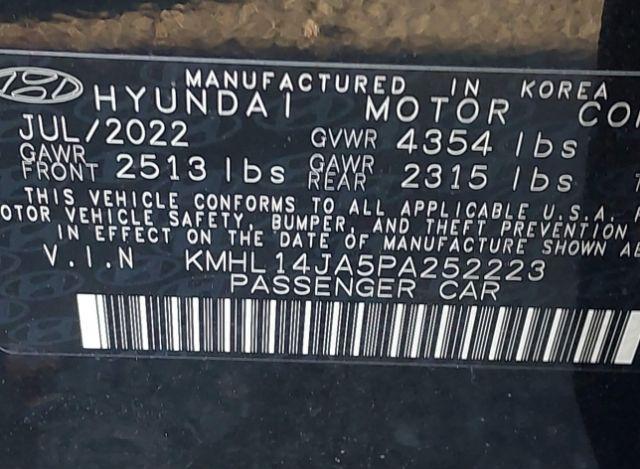 MANUFACTURED IN KOREA
HYUNDAI MOTOR
JUL/2022 GVWR 4354 lbs
GAWR FRONT 2513 lbs GAWR REAR 2315 lbs
THIS VEHICLE CONFORMS TO ALL APPLICABLE U.S.A.
VEHICLE SAFETY, BUMPER, AND THEFT PREVENTION
IN EFFECT ON THE DATE OF MANUFACTURE SHOWN
V.I.N KMHL14JA5PA252223
PASSENGER CAR